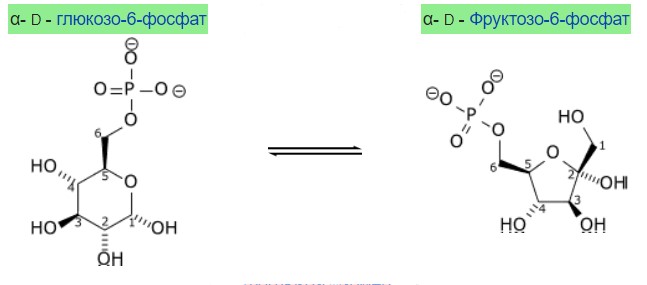 α- D - глюкозо-6-фосфат
α- D - Фруктозо-6-фосфат
⊖
O
O=P–O ⊖
O
6
HO
5
O
4
HO
3
2
1
OH
OH
⊖O
O⊖
P
O
O
HO
1
6
5
O
2
OH
4
3
HO
OH